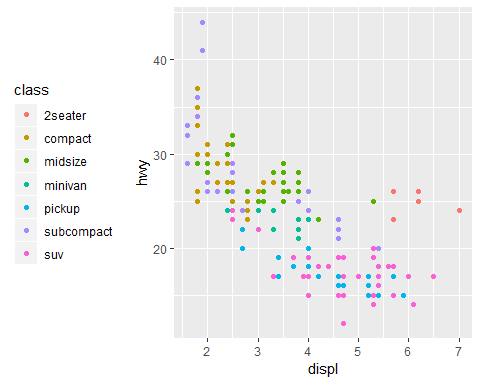 class
2seater
compact
midsize
minivan
pickup
subcompact
suv
hwy
40
30
20
2 3 4 5 6 7
displ